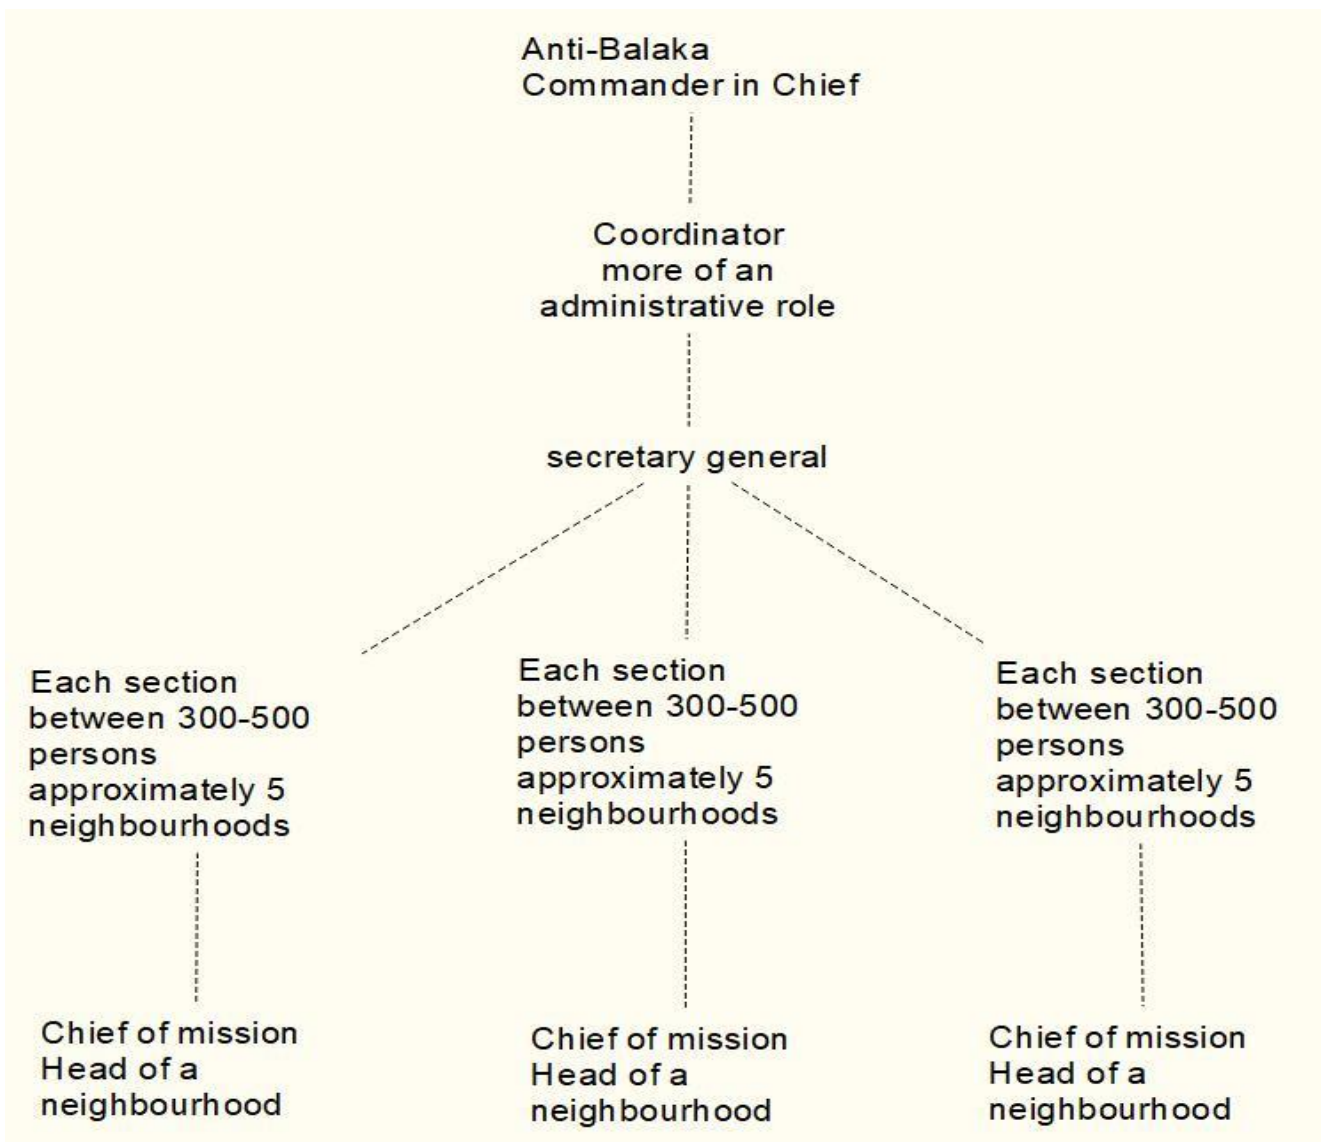 Anti-Balaka
Commander in Chief
Coordinator
more of an
administrative role
secretary general
Each section
between 300-500
persons
approximately 5
neighbourhoods
Each section
between 300-500
persons
approximately 5
neighbourhoods
Each section
between 300-500
persons
approximately 5
neighbourhoods
Chief of mission
Head of a
neighbourhood
Chief of mission
Head of a
neighbourhood
Chief of mission
Head of a
neighbourhood